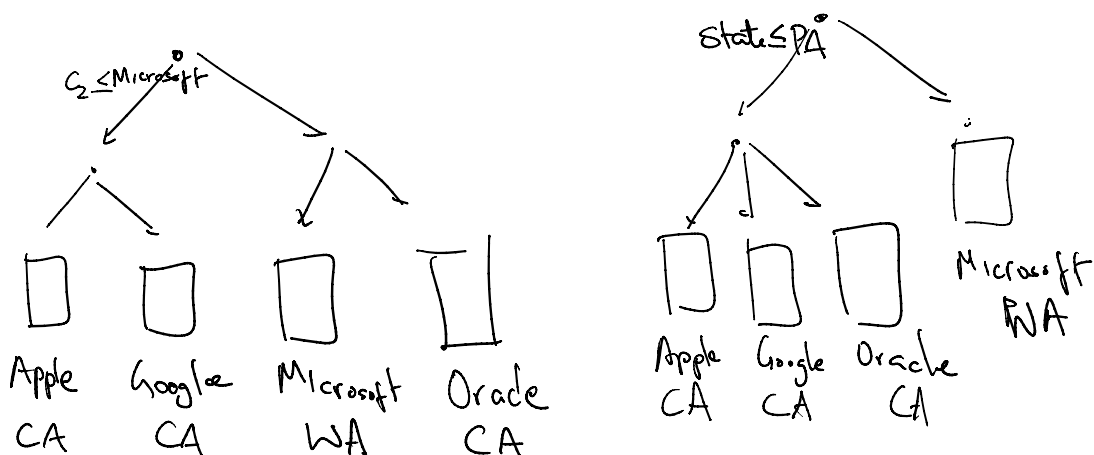 C2 ≤ Microsoft
Apple
CA
Google
CA
Microsoft
WA
Oracle
CA
State ≤ PA
Apple
CA
Google
CA
Oracle
CA
Microsoft
WA